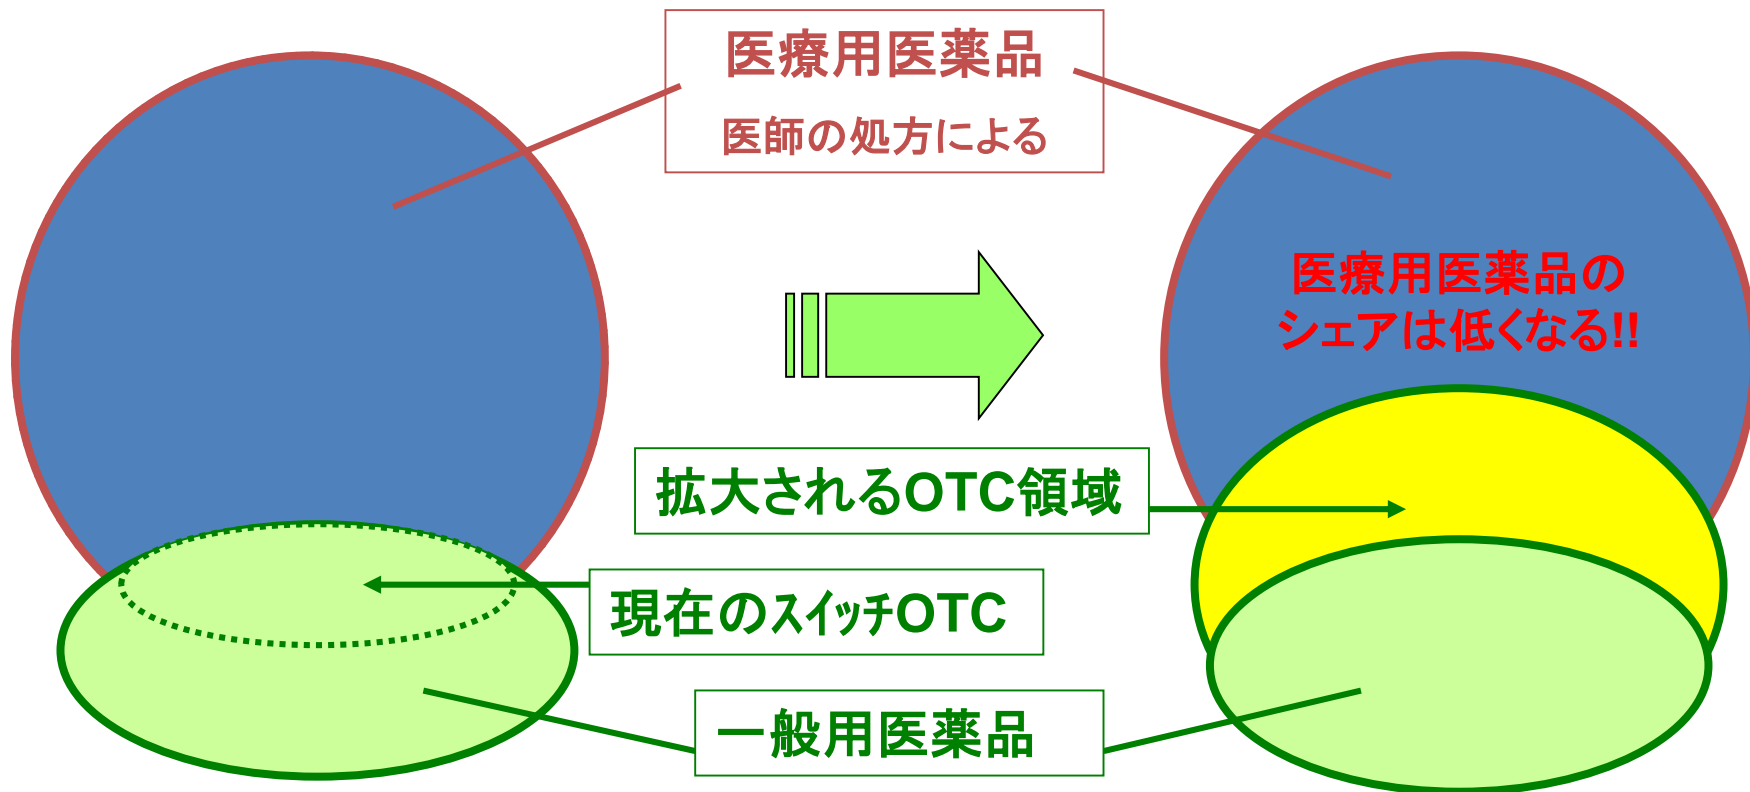 医療用医薬品
医師の処方による
医療用医薬品の
シェアは低くなる!!
拡大されるOTC領域
現在のスイッチOTC
一般用医薬品